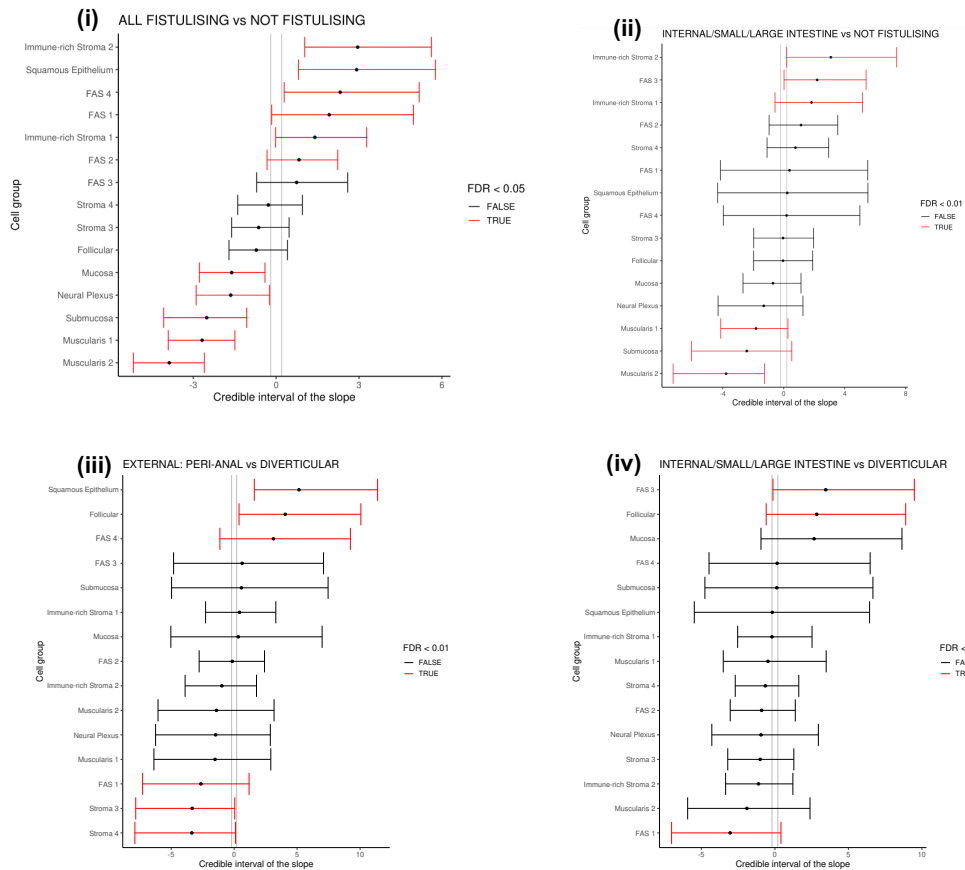 (i) ALL FISTULISING vs NOT FISTULISING
Immune-rich Stroma 2
Squamous Epithelium
FAS 4
FAS 1
Immune-rich Stroma 1
FAS 2
FAS 3
Stroma 4
Stroma 3
Follicular
Mucosa
Neural Plexus
Submucosa
Muscularis 1
Muscularis 2
Cell group
-3 0 3 6
Credible interval of the slope
FDR < 0.05
FALSE
TRUE
(ii) INTERNAL/SMALL/LARGE INTESTINE vs NOT FISTULISING
Immune-rich Stroma 2
FAS 3
Immune-rich Stroma 1
FAS 2
Stroma 4
FAS 1
Squamous Epithelium
FAS 4
Stroma 3
Follicular
Mucosa
Neural Plexus
Muscularis 1
Submucosa
Muscularis 2
Cell group
-4 0 4 8
Credible interval of the slope
FDR < 0.01
FALSE
TRUE
(iii) EXTERNAL: PERI-ANAL vs DIVERTICULAR
Squamous Epithelium
Follicular
FAS 4
FAS 3
Submucosa
Immune-rich Stroma 1
Mucosa
FAS 2
Immune-rich Stroma 2
Muscularis 2
Neural Plexus
Muscularis 1
FAS 1
Stroma 3
Stroma 4
Cell group
-5 0 5 10
Credible interval of the slope
FDR < 0.01
FALSE
TRUE
(iv) INTERNAL/SMALL/LARGE INTESTINE vs DIVERTICULAR
FAS 3
Follicular
Mucosa
FAS 4
Submucosa
Squamous Epithelium
Immune-rich Stroma 1
Muscularis 1
Stroma 4
FAS 2
Neural Plexus
Stroma 3
Immune-rich Stroma 2
Muscularis 2
FAS 1
Cell group
-5 0 5 10
Credible interval of the slope
FDR <
FA
TR